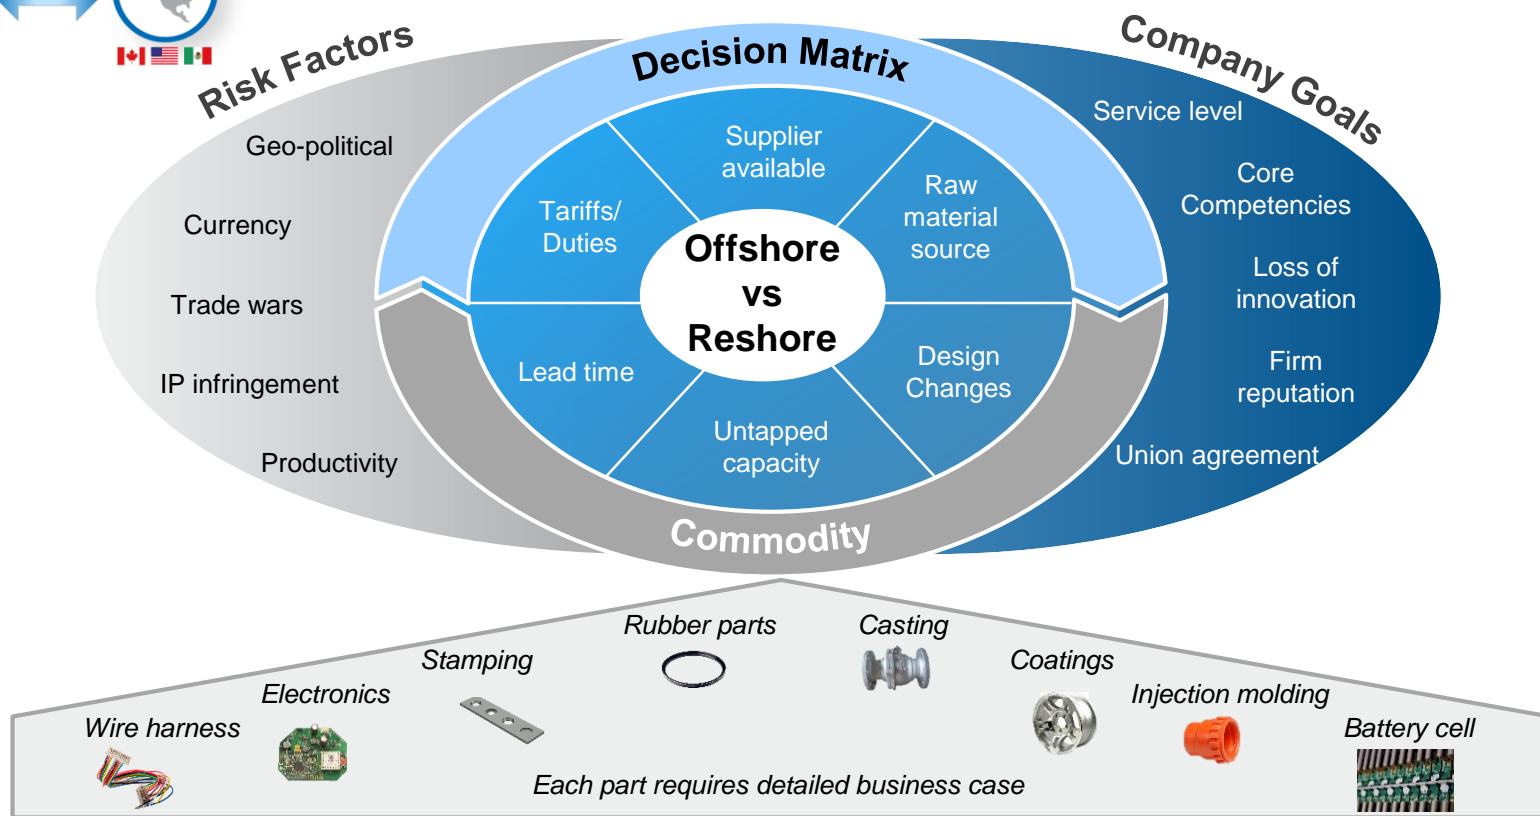 Risk Factors
Geo-political
Currency
Trade wars
IP infringement
Productivity
Decision Matrix
Supplier
available
Raw
material
source
Tariffs/
Duties
Offshore
vs
Reshore
Lead time
Design
Changes
Untapped
capacity
Commodity
Company Goals
Service level
Core
Competencies
Loss of
innovation
Firm
reputation
Union agreement
Rubber parts
Casting
Stamping
Coatings
Electronics
Injection molding
Wire harness
Battery cell
Each part requires detailed business case